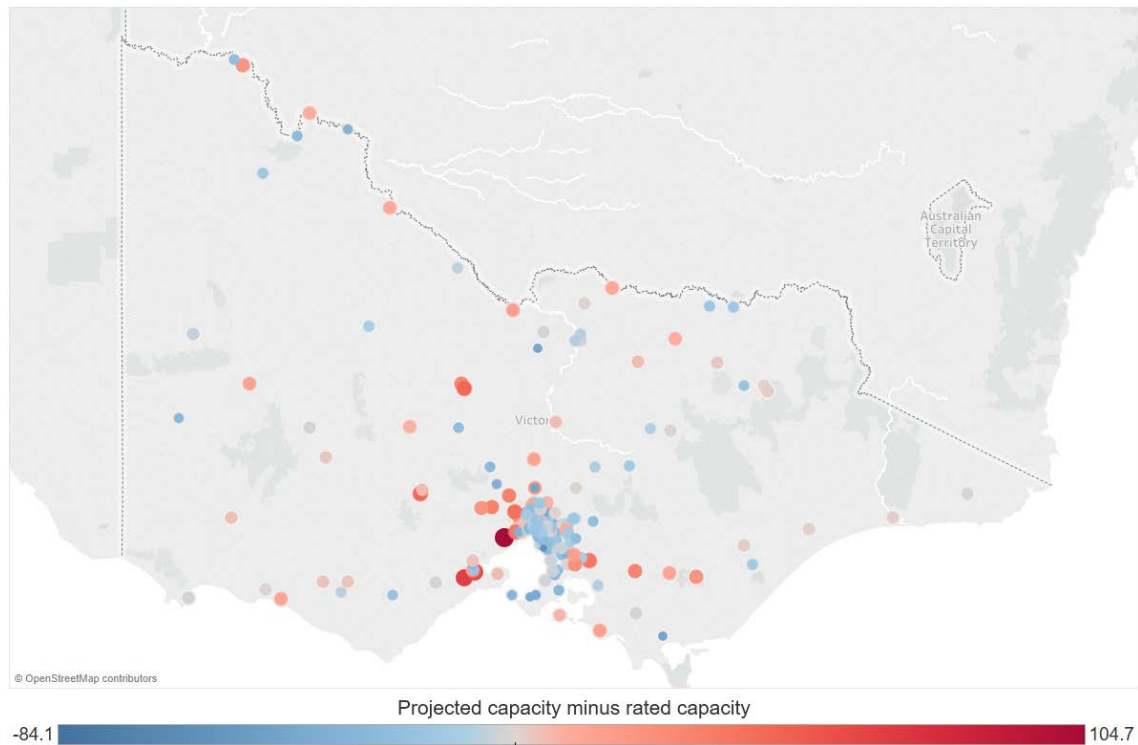 Australian
Capital
Territory
Victor
© OpenStreetMap contributors
Projected capacity minus rated capacity
-84.1
104.7